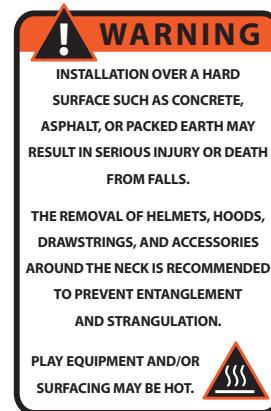 WARNING
INSTALLATION OVER A HARD
SURFACE SUCH AS CONCRETE,
ASPHALT, OR PACKED EARTH MAY
RESULT IN SERIOUS INJURY OR DEATH
FROM FALLS.
THE REMOVAL OF HELMETS, HOODS,
DRAWSTRINGS, AND ACCESSORIES
AROUND THE NECK IS RECOMMENDED
TO PREVENT ENTANGLEMENT
AND STRANGULATION.
PLAY EQUIPMENT AND/OR
SURFACING MAY BE HOT.